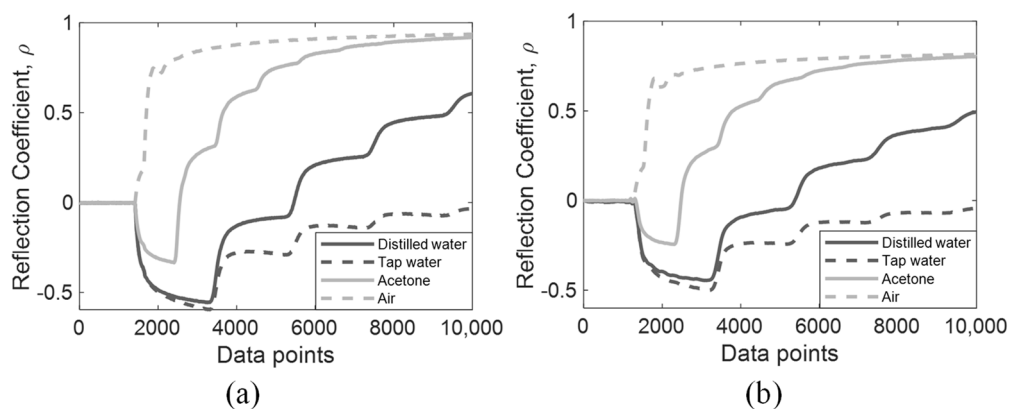 1
0.5
0
-0.5
Reflection Coefficient, ρ
0 2000 4000 6000 8000 10,000
Data points
Distilled water
Tap water
Acetone
Air
(a)
1
0.5
0
-0.5
Reflection Coefficient, ρ
0 2000 4000 6000 8000 10,000
Data points
Distilled water
Tap water
Acetone
Air
(b)